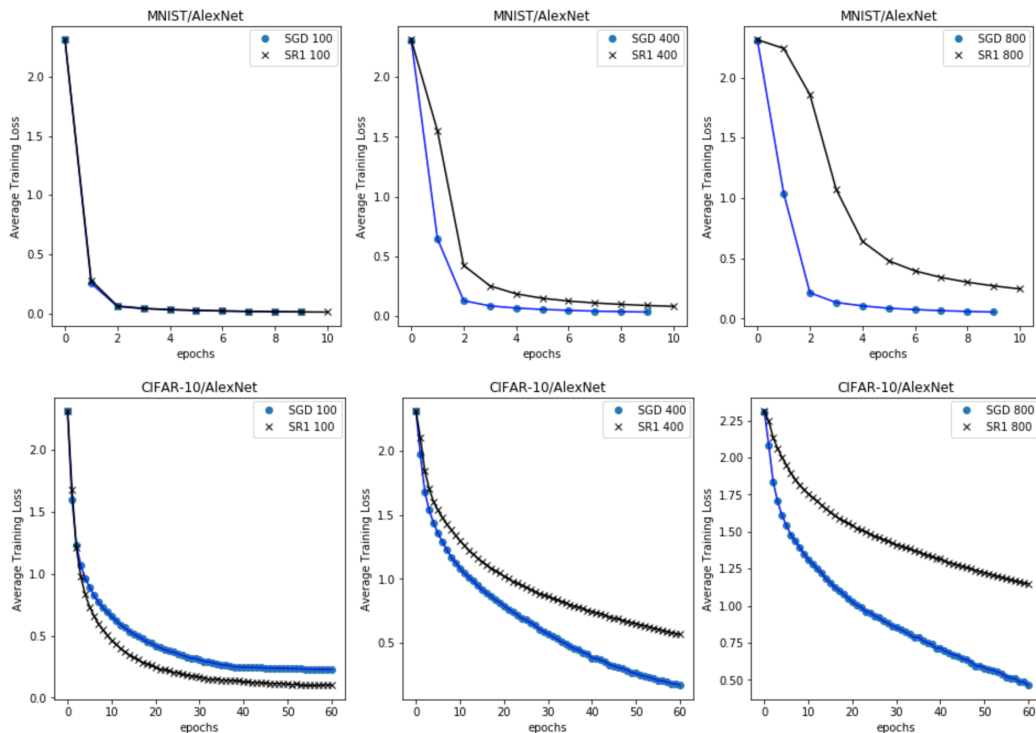 MNIST/AlexNet
SGD 100
SR1 100
Average Training Loss
2.0
1.5
1.0
0.5
0.0
0 2 4 6 8 10
epochs
MNIST/AlexNet
SGD 400
SR1 400
Average Training Loss
2.0
1.5
1.0
0.5
0.0
0 2 4 6 8 10
epochs
MNIST/AlexNet
SGD 800
SR1 800
Average Training Loss
2.0
1.5
1.0
0.5
0.0
0 2 4 6 8 10
epochs
CIFAR-10/AlexNet
SGD 100
SR1 100
Average Training Loss
2.0
1.5
1.0
0.5
0.0
0 10 20 30 40 50 60
epochs
CIFAR-10/AlexNet
SGD 400
SR1 400
Average Training Loss
2.0
1.5
1.0
0.5
0 10 20 30 40 50 60
epochs
CIFAR-10/AlexNet
SGD 800
SR1 800
Average Training Loss
2.25
2.00
1.75
1.50
1.25
1.00
0.75
0.50
0 10 20 30 40 50 60
epochs